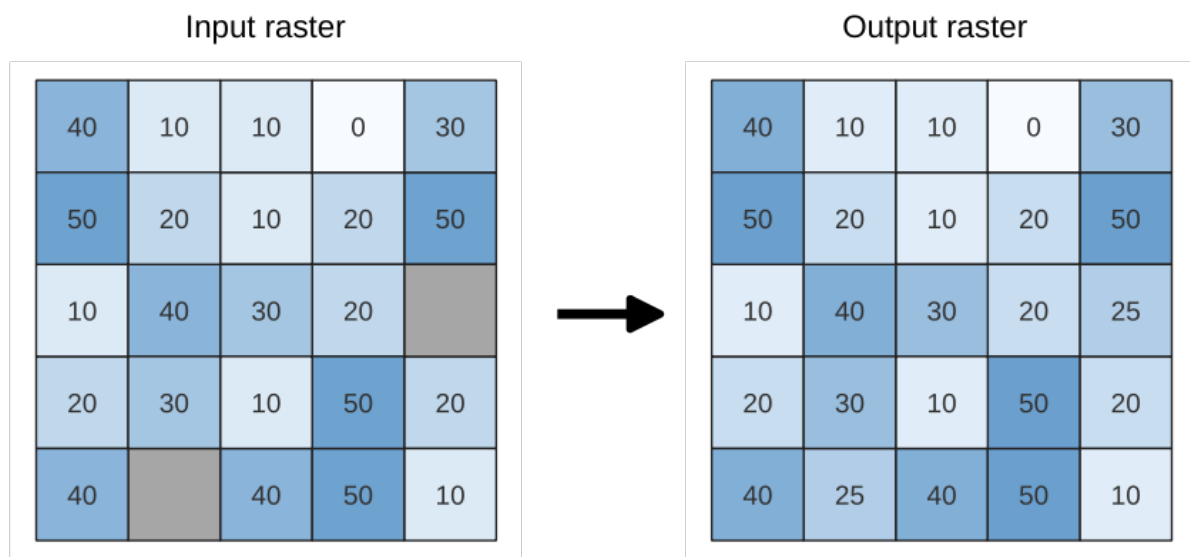 Input raster Output raster
40 10 10 0 30 40 10 10 0 30
50 20 10 20 50 50 20 10 20 50
10 40 30 20 10 40 30 20 25
20 30 10 50 20 20 30 10 50 20
40 40 50 10 40 25 40 50 10